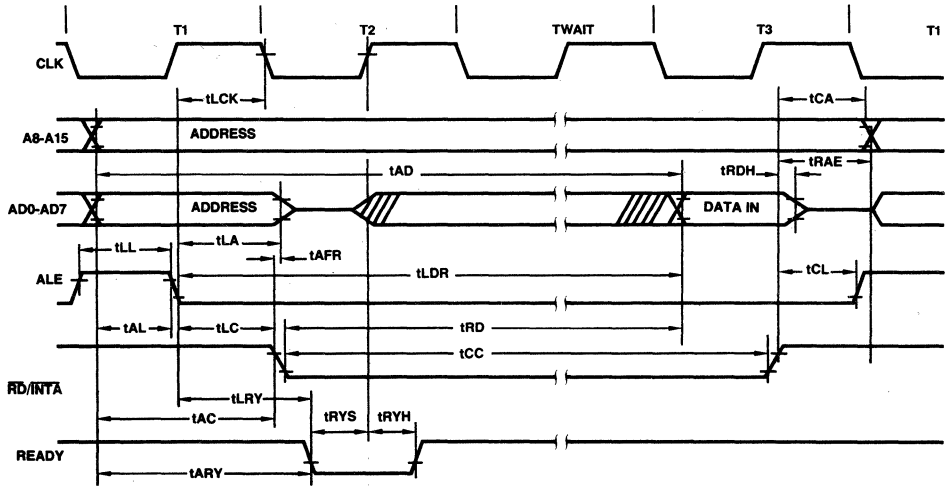 T1 T2 TWAIT T3 T1
CLK
tLCK tCA
A8-A15 ADDRESS
tAD tRDH tRAE
AD0-AD7 ADDRESS DATA IN
tLL tLA tAFR
ALE tLDR tCL
tAL tLC tRD
tCC
RD/INTA
tLRY
tAC tRYS tRYH
READY
tARY